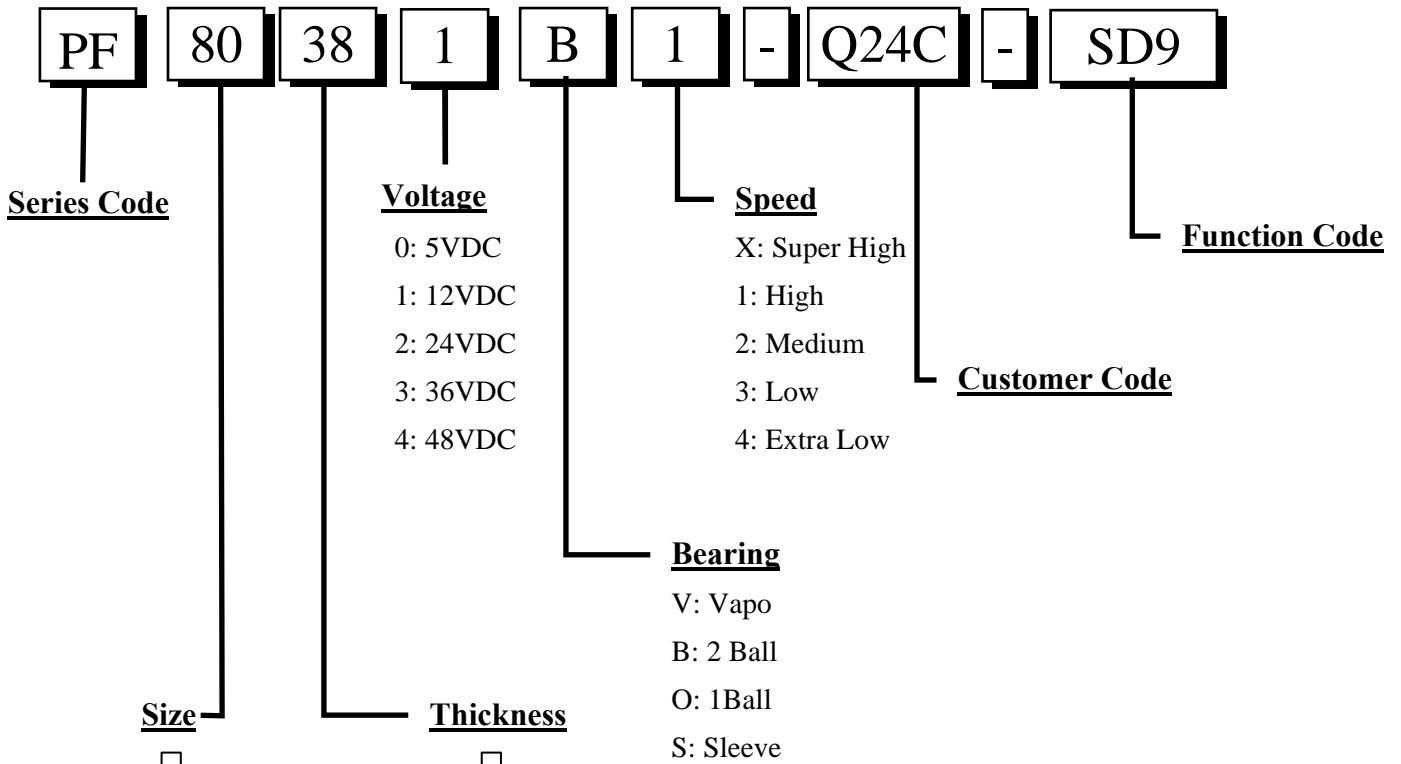 PF 80 38 1 B 1 - Q24C - SD9
Series Code
Voltage
0: 5VDC
1: 12VDC
2: 24VDC
3: 36VDC
4: 48VDC
Speed
X: Super High
1: High
2: Medium
3: Low
4: Extra Low
Function Code
Customer Code
Bearing
V: Vapo
B: 2 Ball
O: 1Ball
S: Sleeve
Size
Thickness